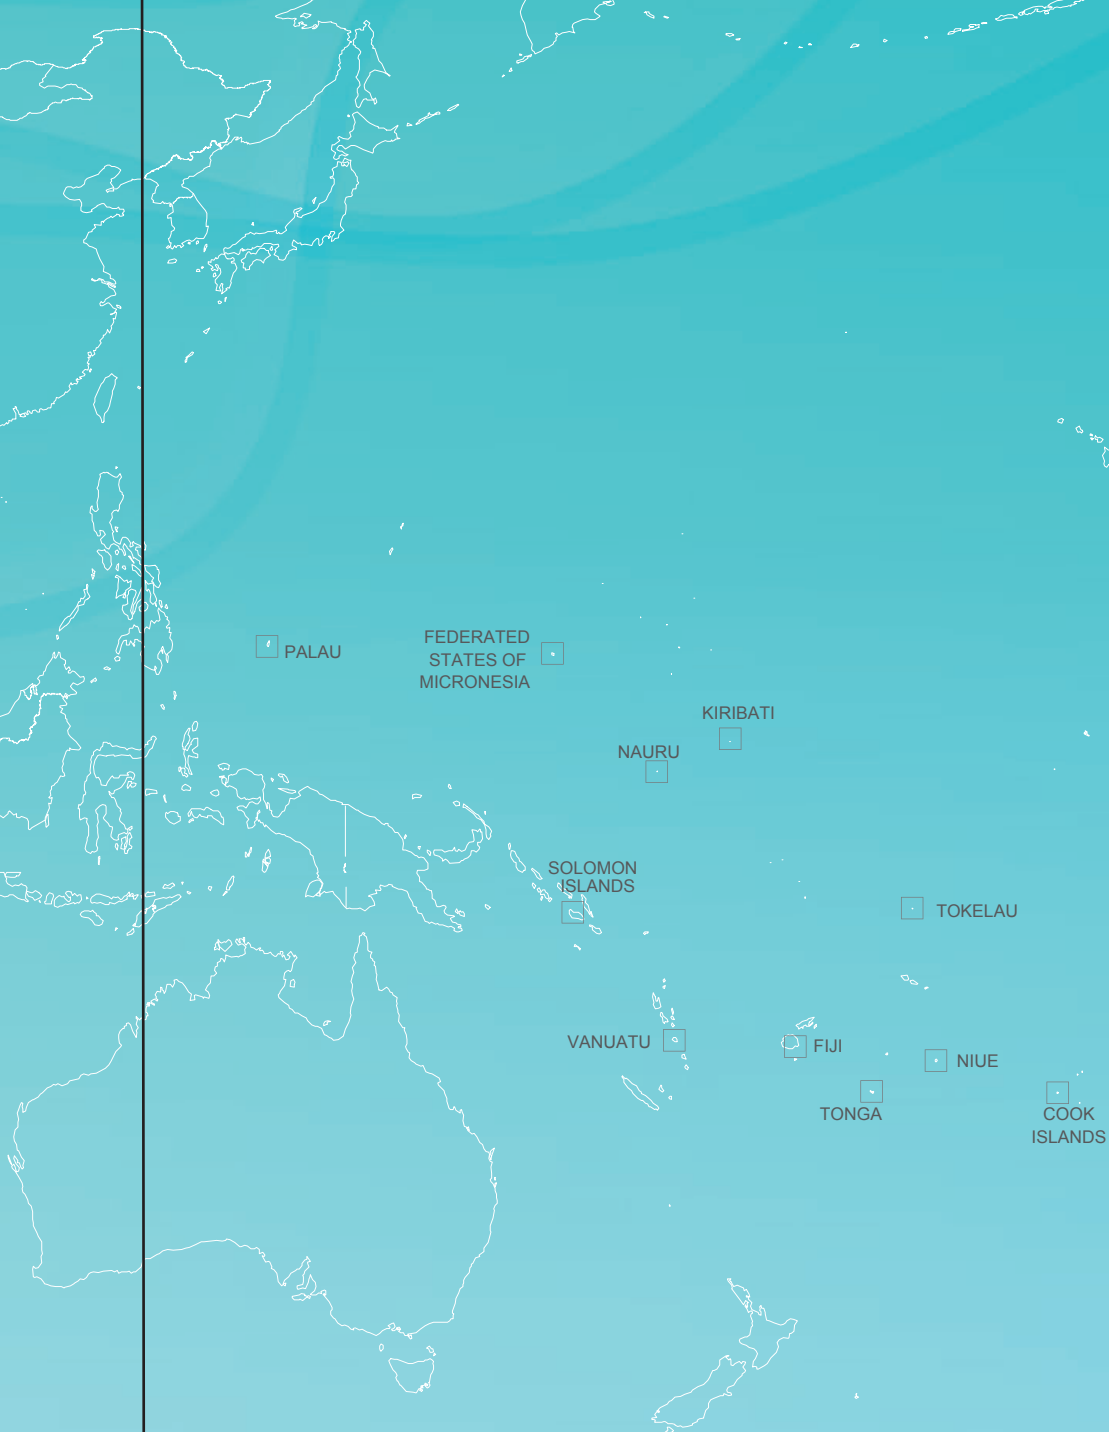 PALAU
FEDERATED
STATES OF
MICRONESIA
KIRIBATI
NAURU
SOLOMON
ISLANDS
TOKELAU
VANUATU
FIJI
NIUE
TONGA
COOK
ISLANDS